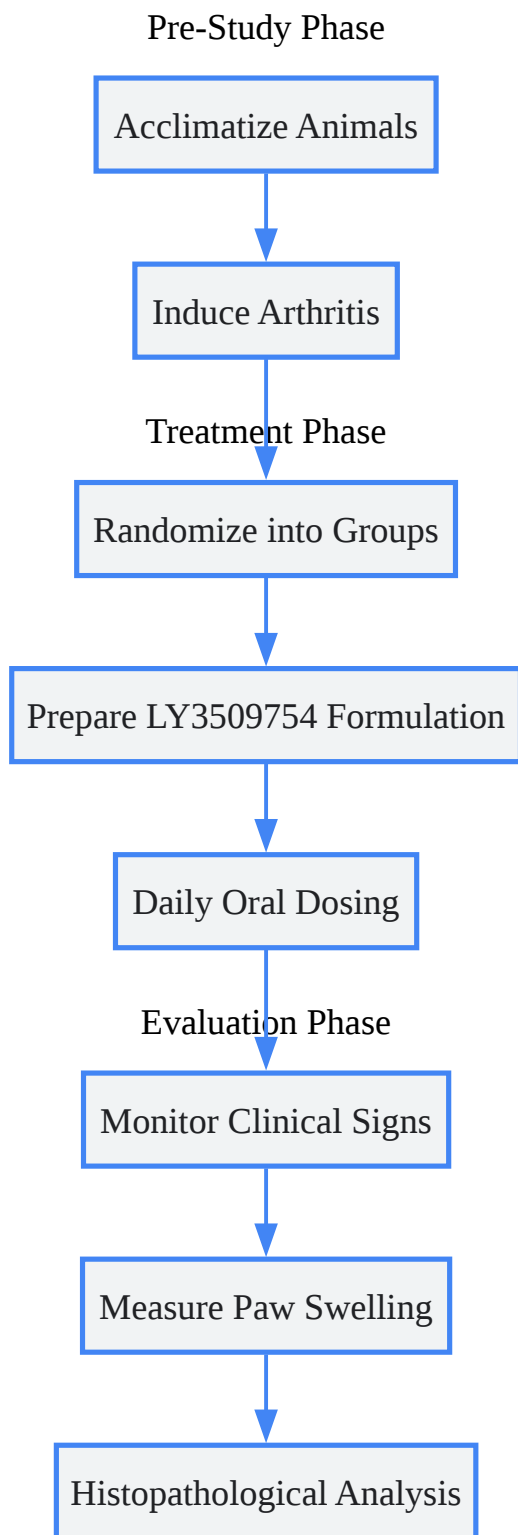 Pre-Study Phase
Acclimatize Animals
Induce Arthritis
Treatment Phase
Randomize into Groups
Prepare LY3509754 Formulation
Daily Oral Dosing
Evaluation Phase
Monitor Clinical Signs
Measure Paw Swelling
Histopathological Analysis